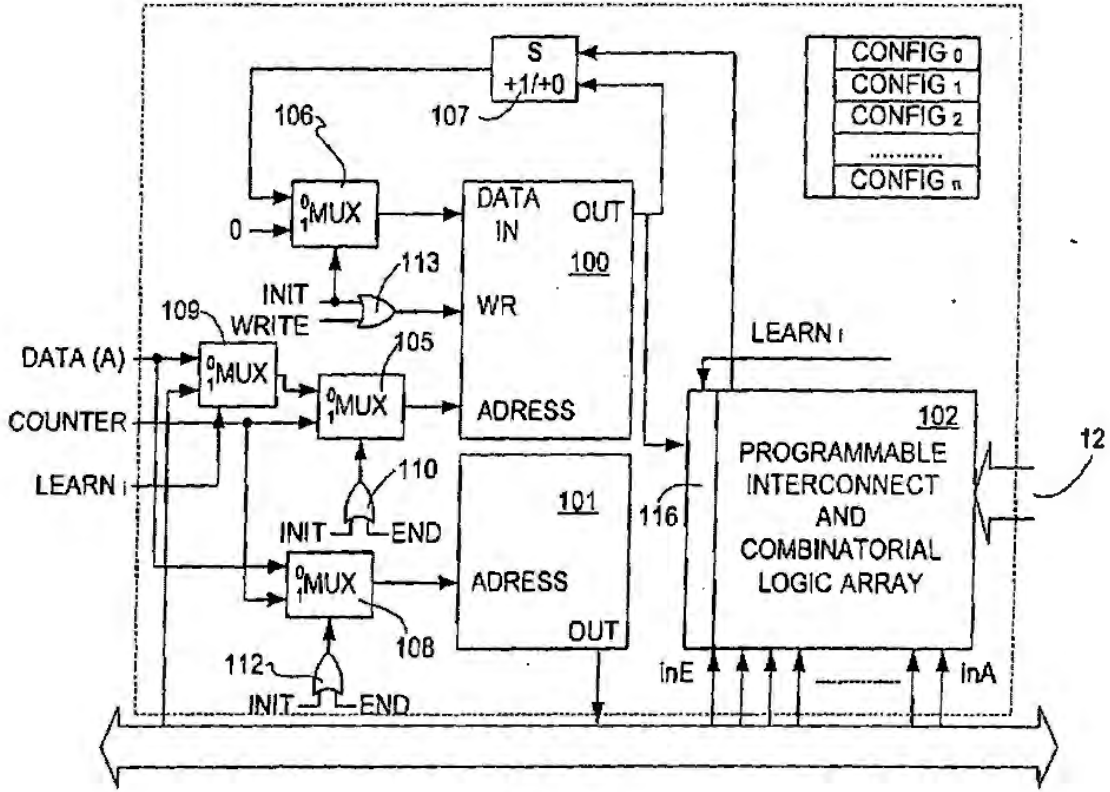 S
+1/+0
107
CONFIG 0
CONFIG 1
CONFIG 2
............
CONFIG n
106
0
1
MUX
0
DATA
IN
OUT
100
INIT
WRITE
113
WR
109
DATA (A)
0
1
MUX
105
0
1
MUX
LEARN i
COUNTER
ADRESS
102
LEARN i
110
INIT
END
101
116
PROGRAMMABLE
INTERCONNECT
AND
COMBINATORIAL
LOGIC ARRAY
12
0
1
MUX
108
ADRESS
OUT
112
INIT
END
inE
inA